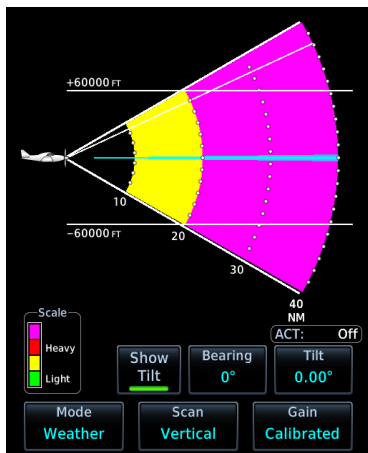 +60000 FT
10
−60000 FT
20
30
40
NM
Scale
Heavy
Light
ACT: Off
Show
Tilt
Bearing
0°
Tilt
0.00°
Mode
Weather
Scan
Vertical
Gain
Calibrated